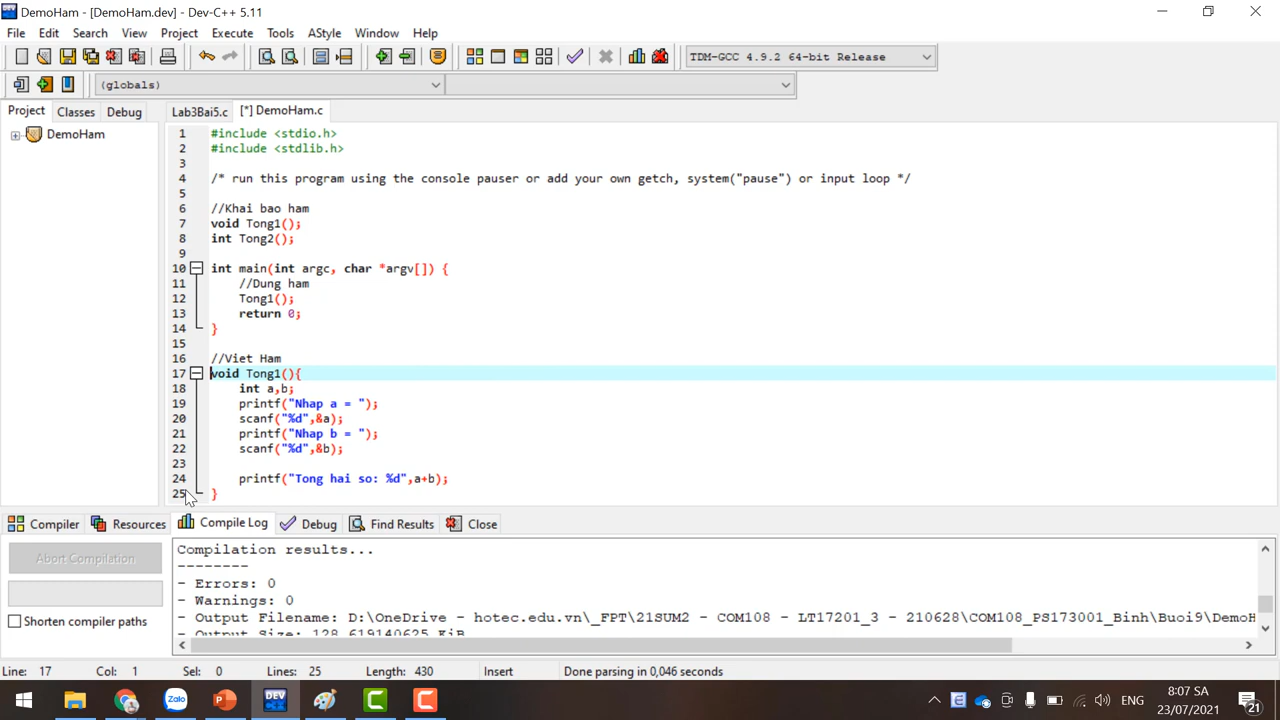 DemoHam - [DemoHam.dev] - Dev-C++ 5.11
File Edit Search View Project Execute Tools AStyle Window Help
TDM-GCC 4.9.2 64-bit Release
(globals)
Project Classes Debug Lab3Bai5.c [*] DemoHam.c
DemoHam
1 #include <stdio.h>
2 #include <stdlib.h>
3
4 /* run this program using the console pauser or add your own getch, system("pause") or input loop */
5
6 //Khai bao ham
7 void Tong1();
8 int Tong2();
9
10 int main(int argc, char *argv[]) {
11 //Dung ham
12 Tong1();
13 return 0;
14 }
15
16 //Viet Ham
17 void Tong1(){
18 int a,b;
19 printf("Nhap a = ");
20 scanf("%d",&a);
21 printf("Nhap b = ");
22 scanf("%d",&b);
23
24 printf("Tong hai so: %d",a+b);
25 }
Compiler Resources Compile Log Debug Find Results Close
Abort Compilation
Shorten compiler paths
Compilation results...
--------
- Errors: 0
- Warnings: 0
- Output Filename: D:\OneDrive - hotec.edu.vn\_FPT\21SUM2 - COM108 - LT17201_3 - 210628\COM108_PS173001_Binh\Buoi9\DemoH
- Output Size: 128,619140625 KiB
Line: 17 Col: 1 Sel: 0 Lines: 25 Length: 430 Insert Done parsing in 0,046 seconds
DEV
Zalo
ENG
8:07 SA
23/07/2021
21